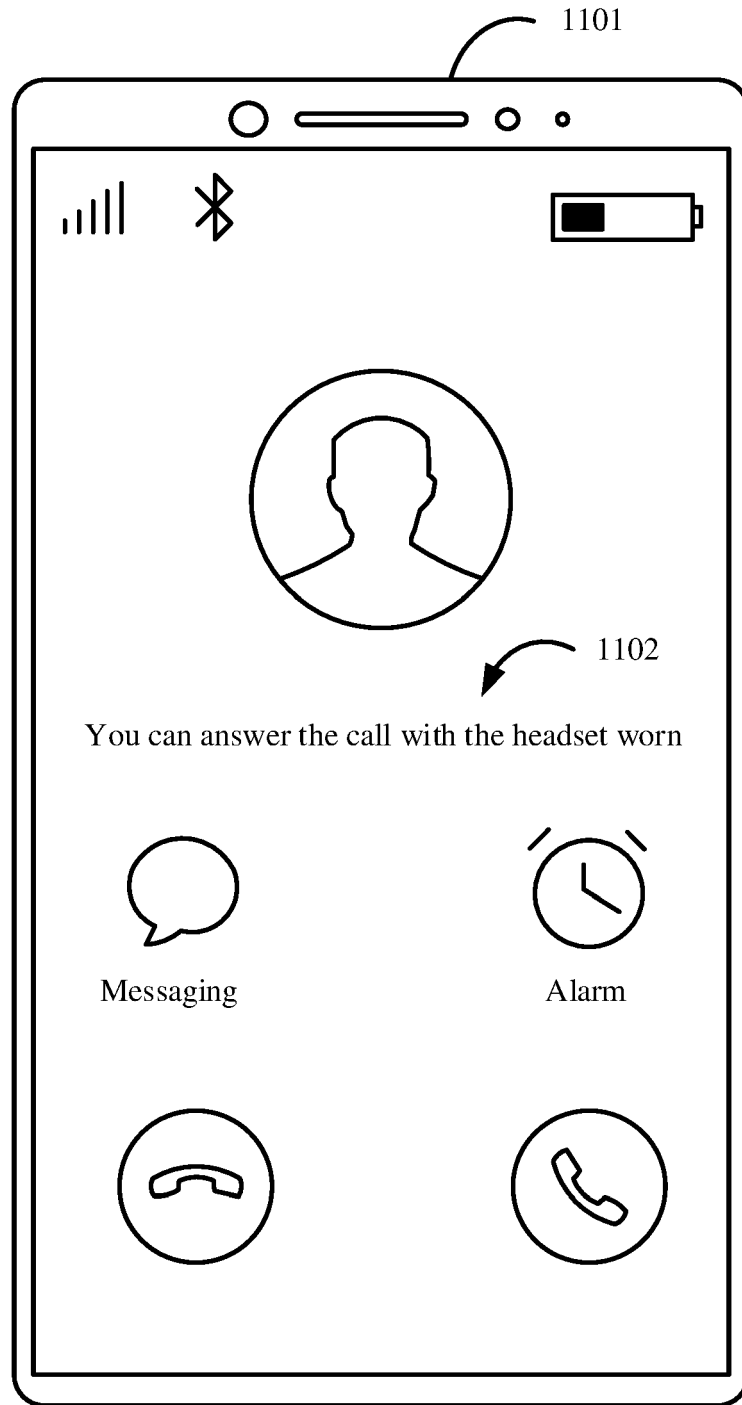 1101
1102
You can answer the call with the headset worn
Messaging
Alarm